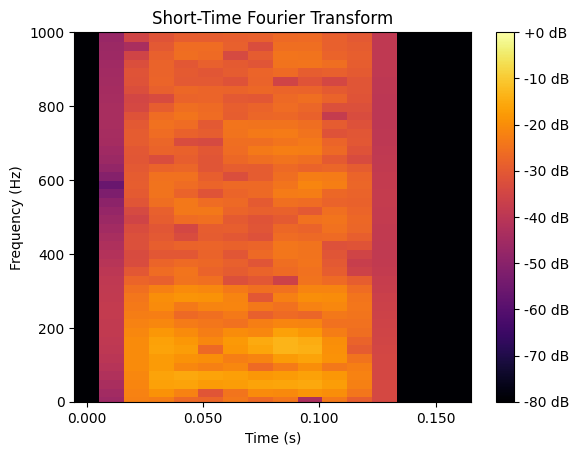 Short-Time Fourier Transform
Frequency (Hz)
1000
800
600
400
200
0
0.000
0.050
0.100
0.150
Time (s)
+0 dB
-10 dB
-20 dB
-30 dB
-40 dB
-50 dB
-60 dB
-70 dB
-80 dB